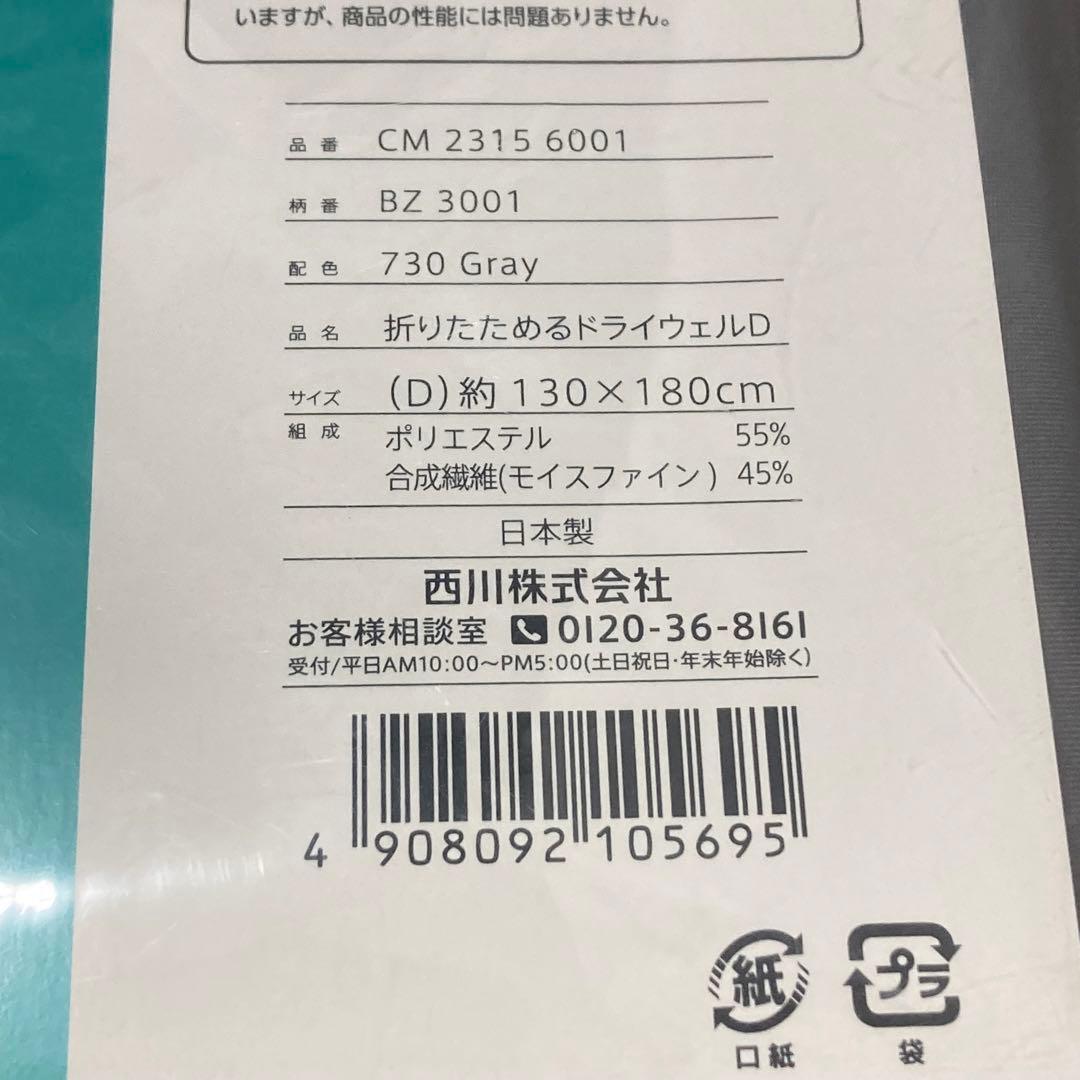 いますが、商品の性能には問題ありません。
品番 CM 2315 6001
柄番 BZ 3001
配色 730 Gray
品名 折りたためるドライウェルD
サイズ (D)約 130×180cm
組成 ポリエステル 55%
合成繊維(モイスファイン) 45%
日本製
西川株式会社
お客様相談室 0120-36-8161
受付/平日AM10:00～PM5:00(土日祝日・年末年始除く)
4 908092 105695
紙 プラ
口紙 袋